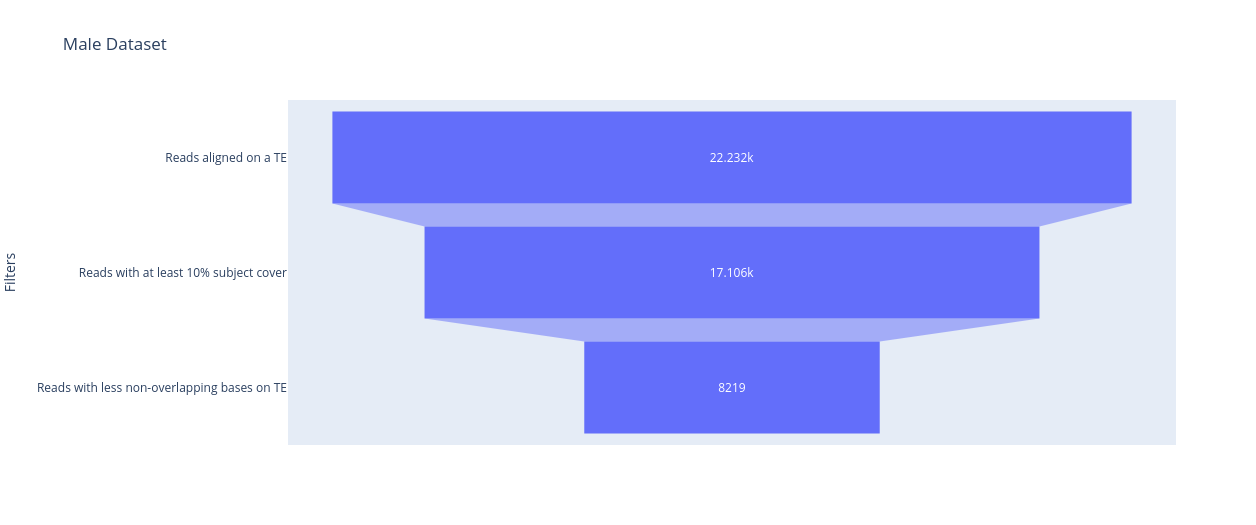 Male Dataset
Filters
Reads aligned on a TE
22.232k
Reads with at least 10% subject cover
17.106k
Reads with less non-overlapping bases on TE
8219